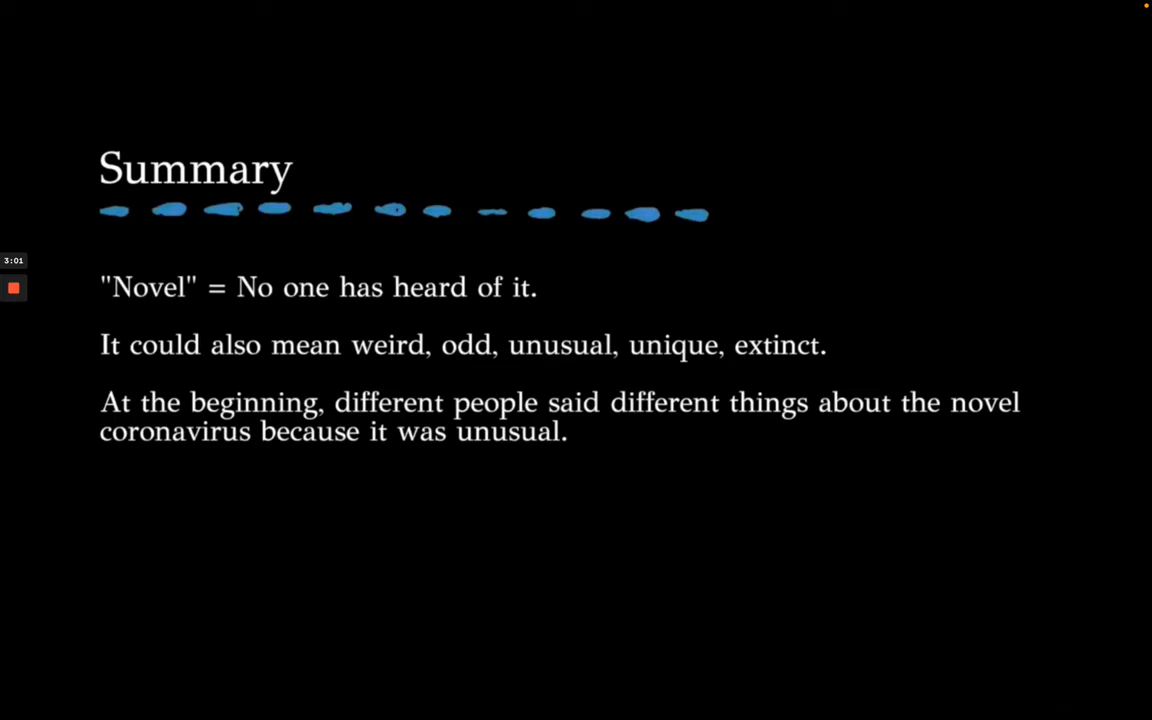 Summary
3:01
"Novel" = No one has heard of it.
It could also mean weird, odd, unusual, unique, extinct.
At the beginning, different people said different things about the novel
coronavirus because it was unusual.